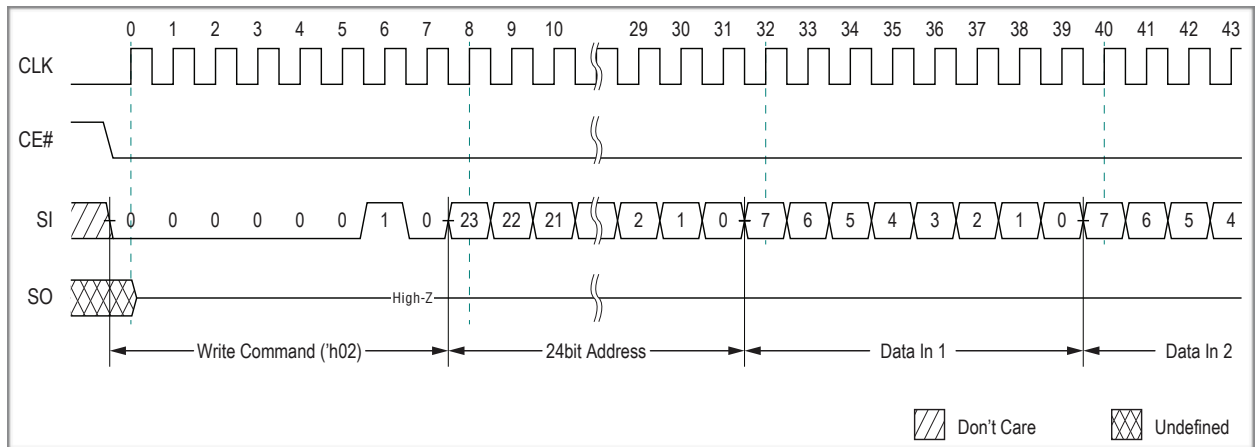 0 1 2 3 4 5 6 7 8 9 10 29 30 31 32 33 34 35 36 37 38 39 40 41 42 43
CLK
CE#
SI 0 0 0 0 0 0 1 0 23 22 21 2 1 0 7 6 5 4 3 2 1 0 7 6 5 4
SO High-Z
Write Command ('h02) 24bit Address Data In 1 Data In 2
Don't Care Undefined